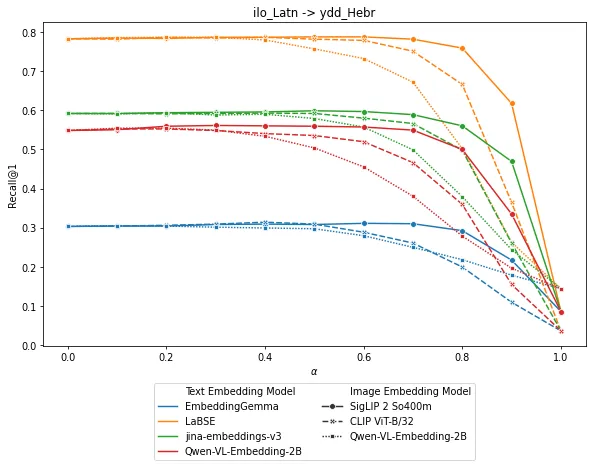 ilo_Latn -> ydd_Hebr
Recall@1
0.8
0.7
0.6
0.5
0.4
0.3
0.2
0.1
0.0
0.0 0.2 0.4 0.6 0.8 1.0
α
Text Embedding Model Image Embedding Model
EmbeddingGemma SigLIP 2 So400m
LaBSE CLIP ViT-B/32
jina-embeddings-v3 Qwen-VL-Embedding-2B
Qwen-VL-Embedding-2B